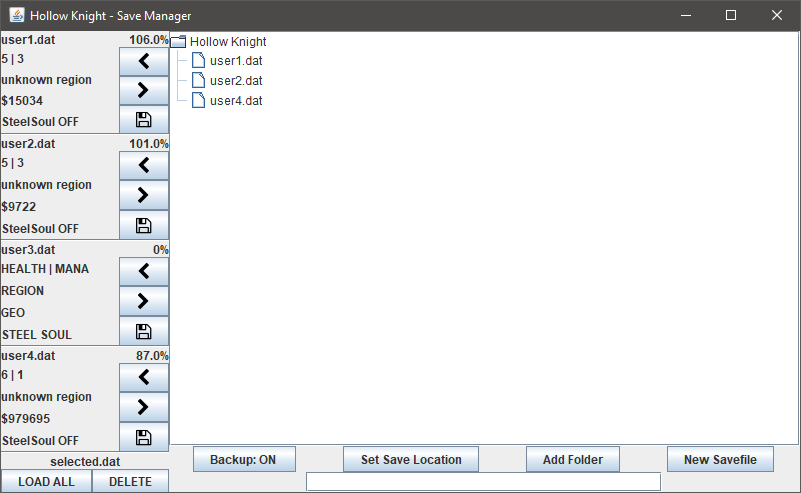 Hollow Knight - Save Manager
user1.dat 106.0%
5 | 3
unknown region
$15034
SteelSoul OFF
user2.dat 101.0%
5 | 3
unknown region
$9722
SteelSoul OFF
user3.dat 0%
HEALTH | MANA
REGION
GEO
STEEL SOUL
user4.dat 87.0%
6 | 1
unknown region
$979695
SteelSoul OFF
selected.dat
LOAD ALL DELETE
Hollow Knight
user1.dat
user2.dat
user4.dat
Backup: ON Set Save Location Add Folder New Savefile